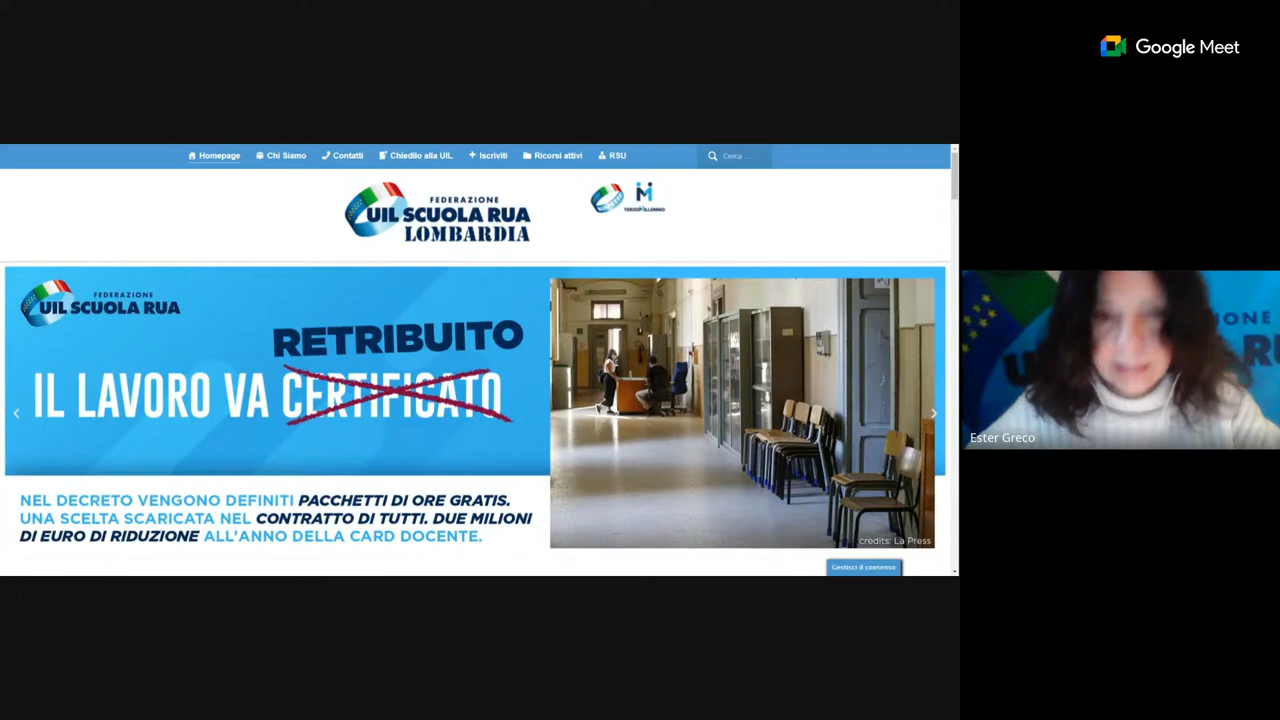 Google Meet
Homepage Chi Siamo Contatti Chiedilo alla UIL Iscriviti Ricorsi attivi RSU Cerca ...
FEDERAZIONE
UIL SCUOLA RUA
LOMBARDIA
TERZO MILLENNIO
FEDERAZIONE
UIL SCUOLA RUA
RETRIBUITO
IL LAVORO VA CERTIFICATO
NEL DECRETO VENGONO DEFINITI PACCHETTI DI ORE GRATIS.
UNA SCELTA SCARICATA NEL CONTRATTO DI TUTTI. DUE MILIONI
DI EURO DI RIDUZIONE ALL'ANNO DELLA CARD DOCENTE.
credits: La Press
Gestisci il consenso
IONE
Ester Greco